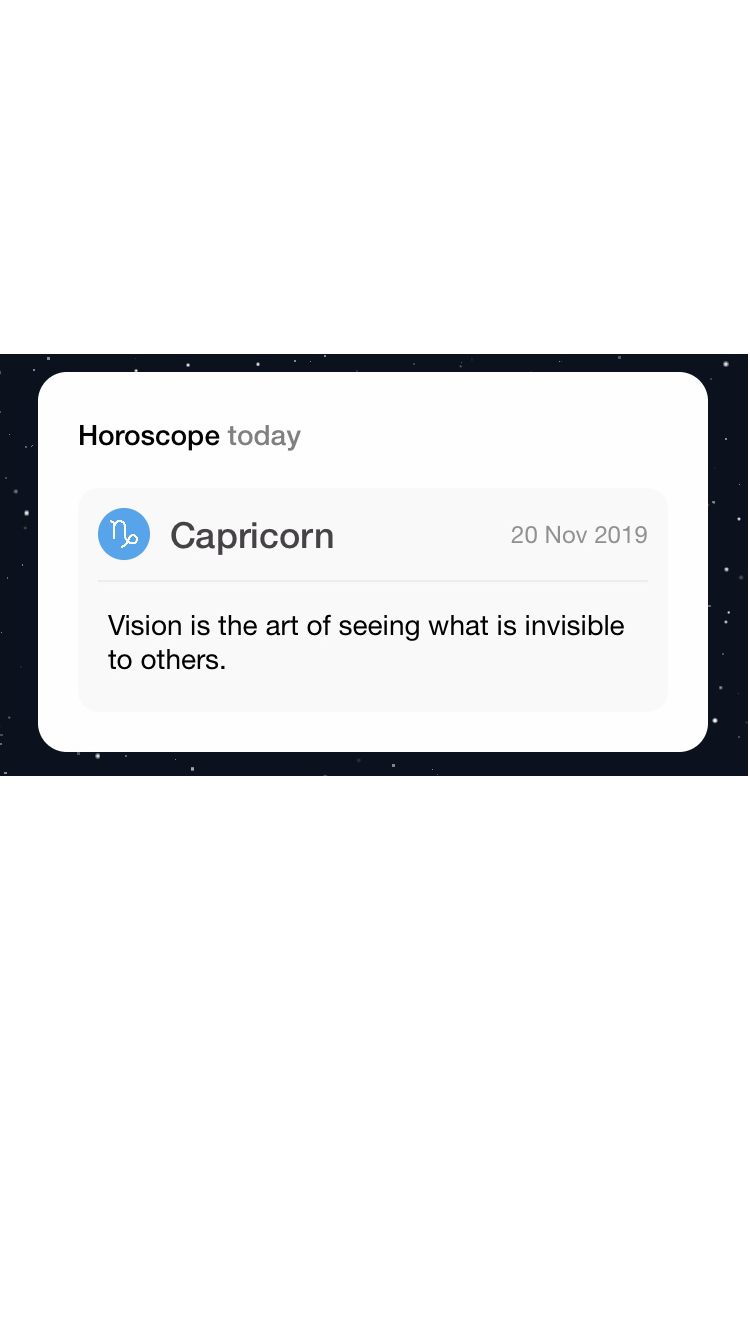 Horoscope today
Capricorn 20 Nov 2019
Vision is the art of seeing what is invisible
to others.